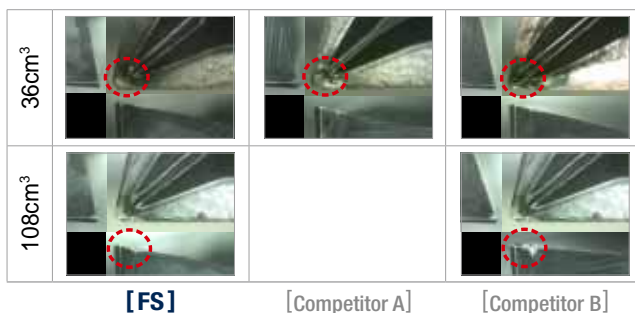 36cm³
108cm³
[FS]
[Competitor A]
[Competitor B]